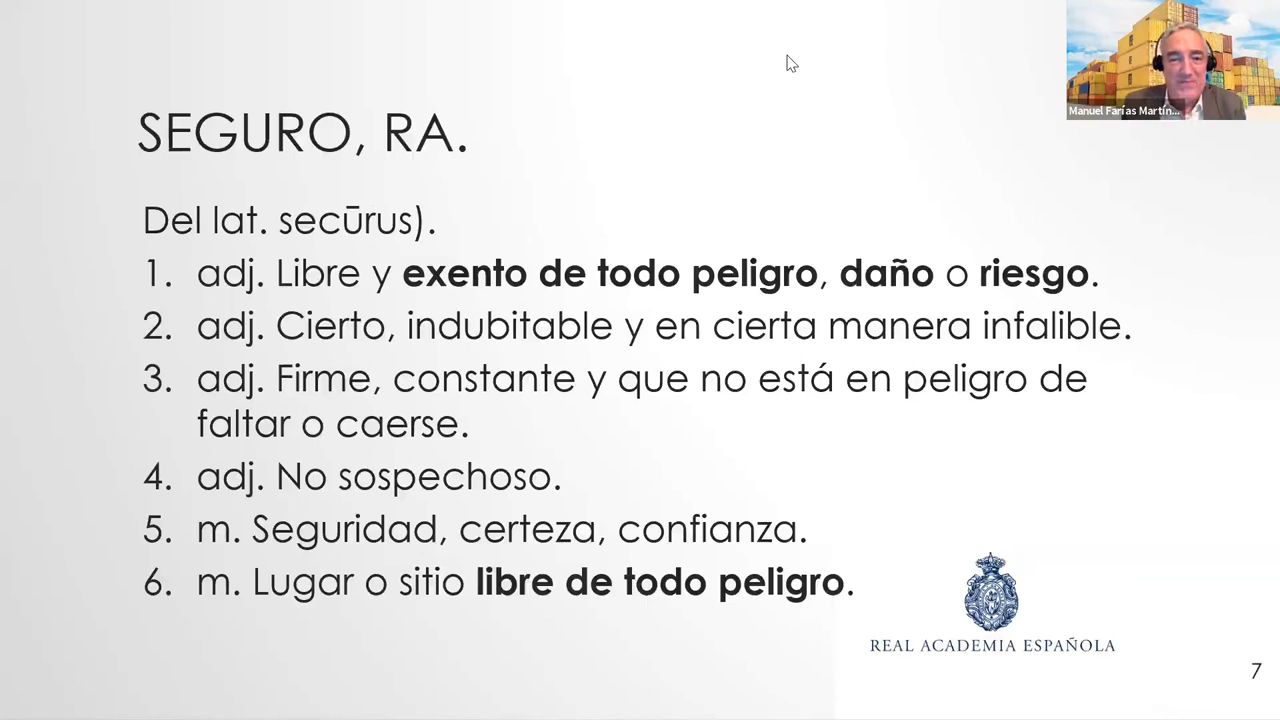 Manuel Farías Martín...
SEGURO, RA.
Del lat. secūrus).
1. adj. Libre y exento de todo peligro, daño o riesgo.
2. adj. Cierto, indubitable y en cierta manera infalible.
3. adj. Firme, constante y que no está en peligro de
faltar o caerse.
4. adj. No sospechoso.
5. m. Seguridad, certeza, confianza.
6. m. Lugar o sitio libre de todo peligro.
REAL ACADEMIA ESPAÑOLA
7